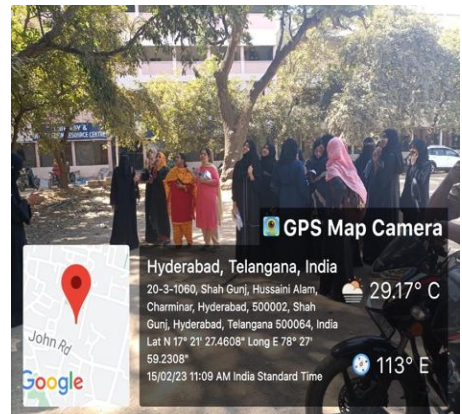 GPS Map Camera
Hyderabad, Telangana, India
20-3-1060, Shah Gunj, Hussaini Alam,
Charminar, Hyderabad, 500002, Shah
Gunj, Hyderabad, Telangana 500064, India
Lat N 17° 21' 27.4608" Long E 78° 27'
59.2308"
15/02/23 11:09 AM India Standard Time
29.17° C
113° E
John Rd
Google